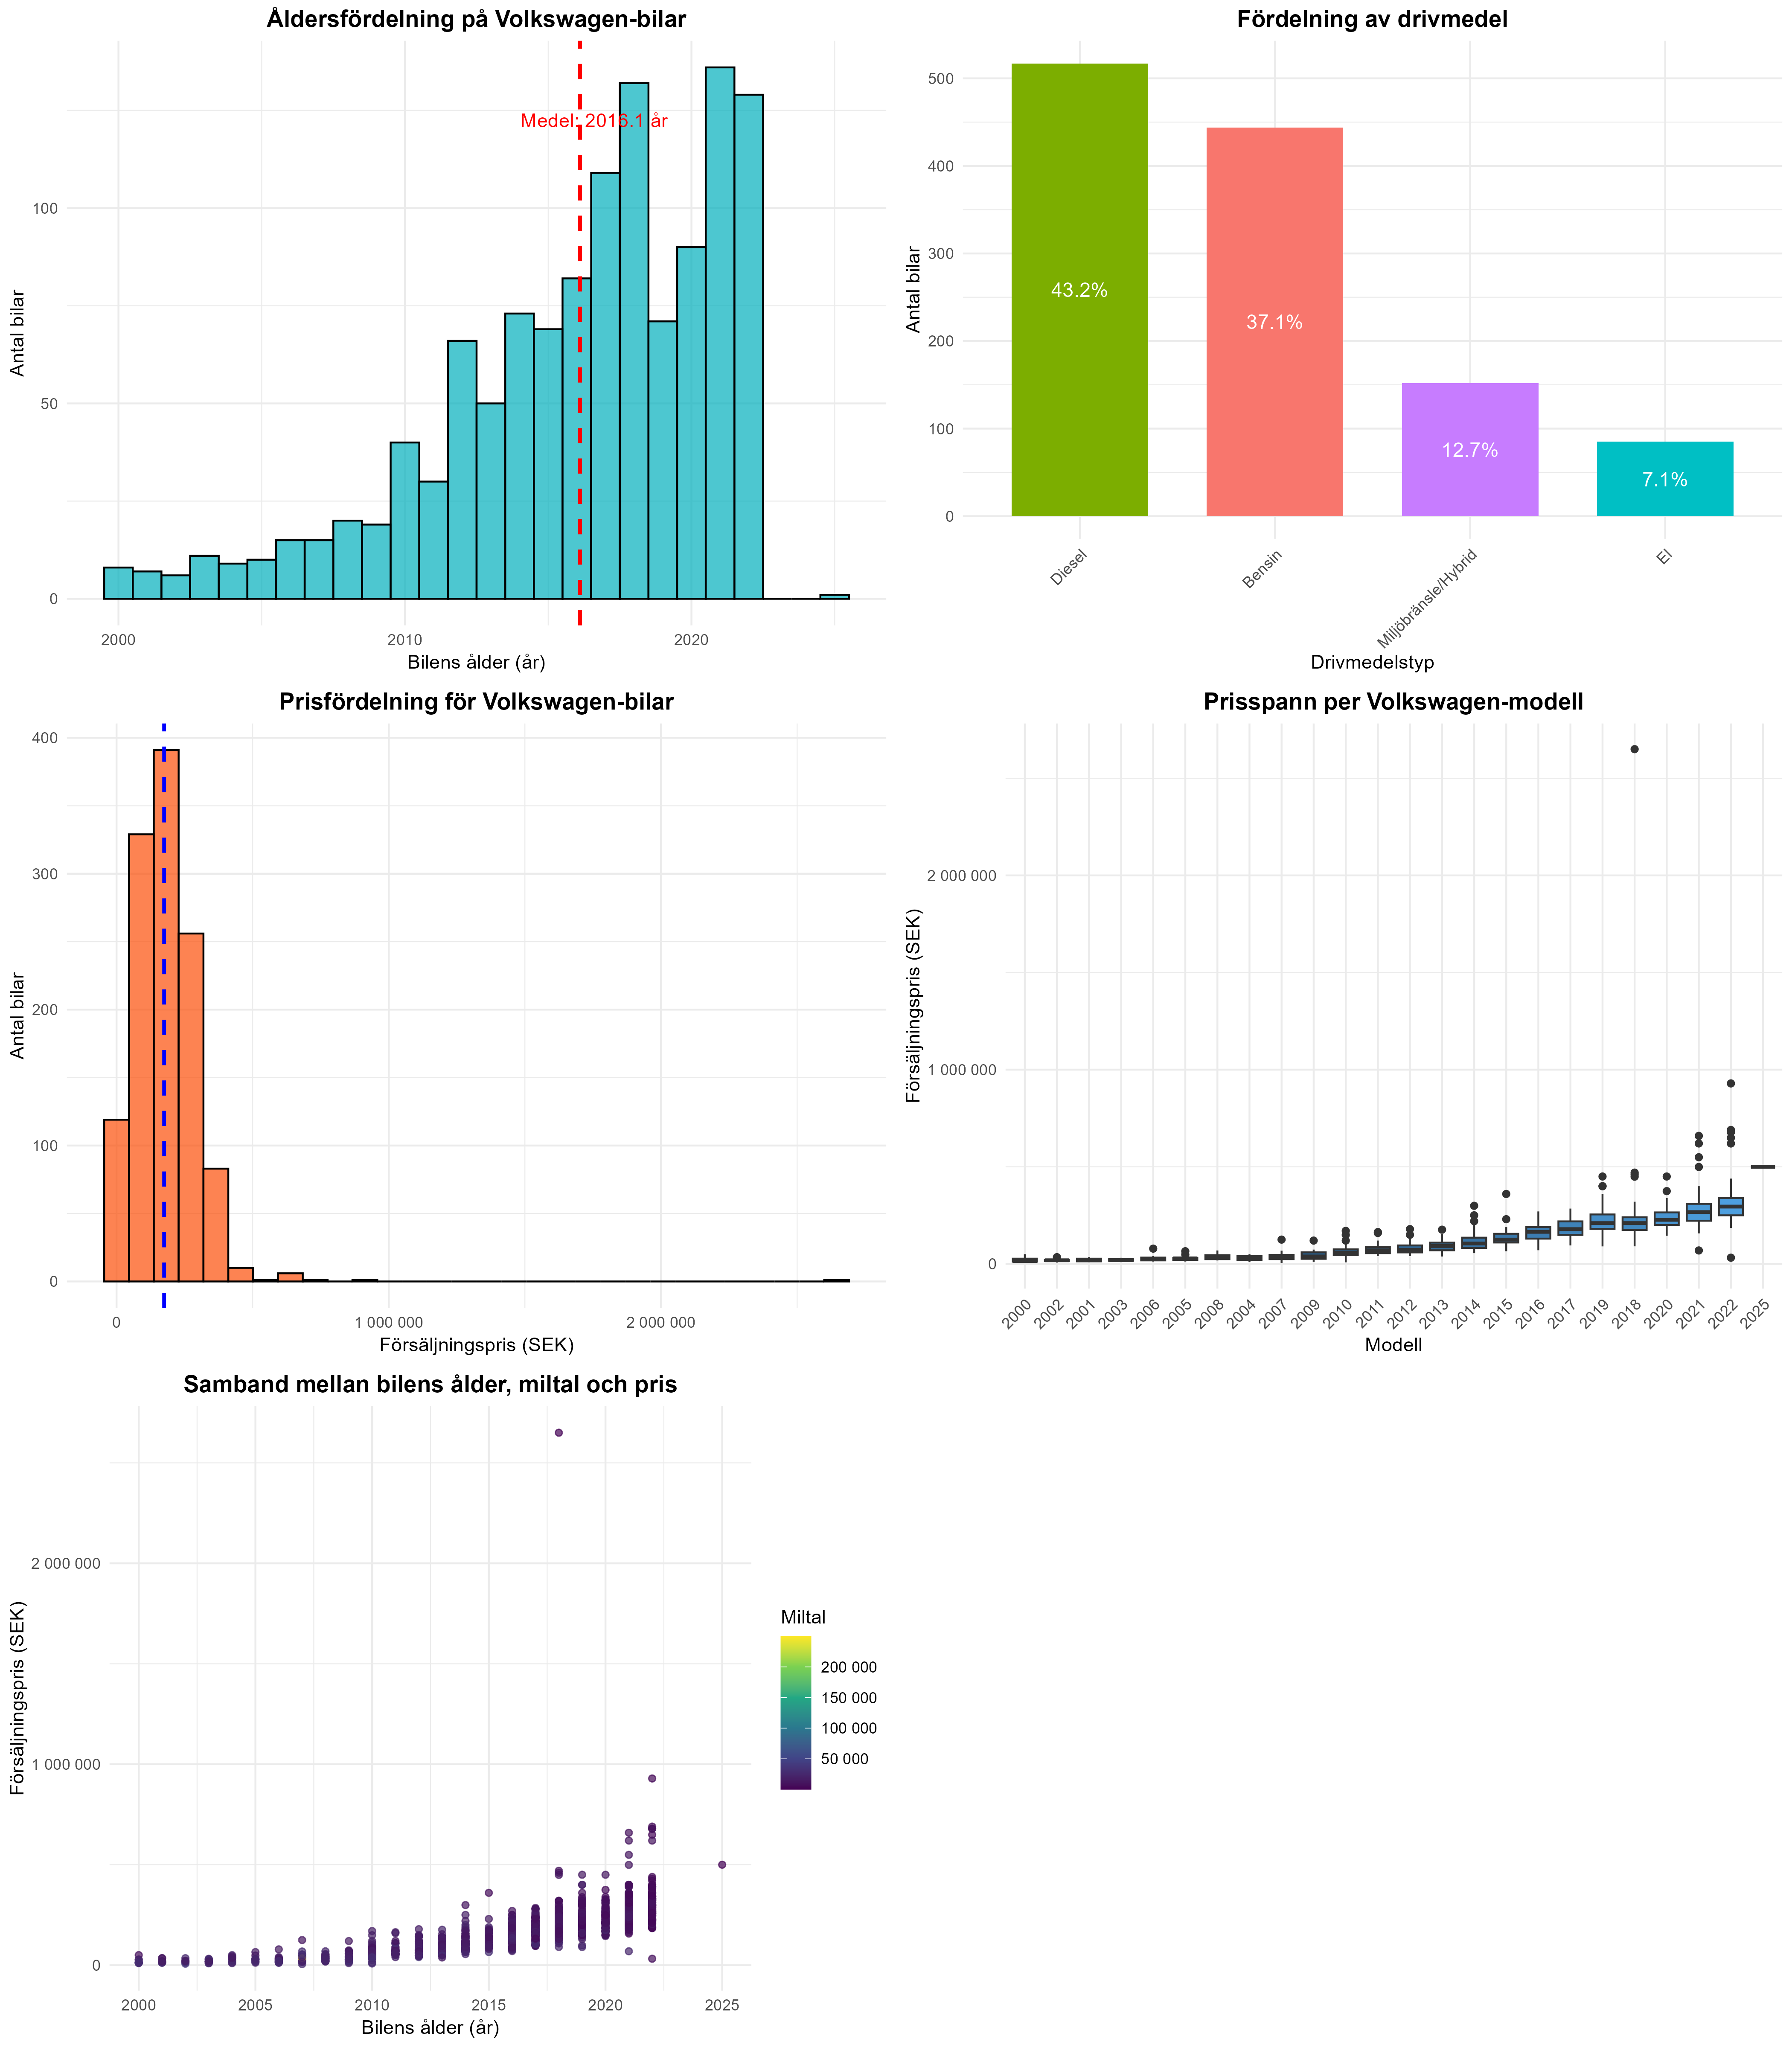 Åldersfördelning på Volkswagen-bilar
Antal bilar
100
50
0
Medel: 2016.1 år
2000
2010
2020
Bilens ålder (år)
Fördelning av drivmedel
Antal bilar
500
400
300
200
100
0
43.2%
37.1%
12.7%
7.1%
Diesel
Bensin
Miljöbränsle/Hybrid
El
Drivmedelstyp
Prisfördelning för Volkswagen-bilar
Antal bilar
400
300
200
100
0
0
1 000 000
2 000 000
Försäljningspris (SEK)
Prisspann per Volkswagen-modell
Försäljningspris (SEK)
2 000 000
1 000 000
0
2000
2002
2001
2003
2006
2005
2008
2004
2007
2009
2010
2011
2012
2013
2014
2015
2016
2017
2019
2018
2020
2021
2022
2025
Modell
Samband mellan bilens ålder, miltal och pris
Försäljningspris (SEK)
2 000 000
1 000 000
0
2000
2005
2010
2015
2020
2025
Bilens ålder (år)
Miltal
200 000
150 000
100 000
50 000